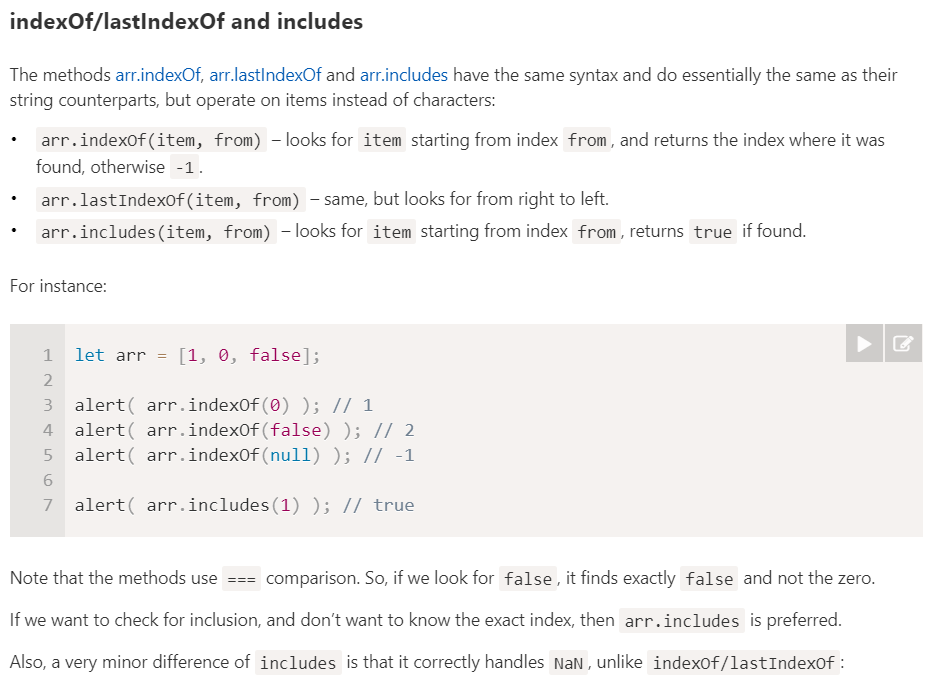 indexOf/lastIndexOf and includes
The methods arr.indexOf, arr.lastIndexOf and arr.includes have the same syntax and do essentially the same as their
string counterparts, but operate on items instead of characters:
• arr.indexOf(item, from) – looks for item starting from index from, and returns the index where it was
found, otherwise -1.
• arr.lastIndexOf(item, from) – same, but looks for from right to left.
• arr.includes(item, from) – looks for item starting from index from, returns true if found.
For instance:
1 let arr = [1, 0, false];
2
3 alert( arr.indexOf(0) ); // 1
4 alert( arr.indexOf(false) ); // 2
5 alert( arr.indexOf(null) ); // -1
6
7 alert( arr.includes(1) ); // true
Note that the methods use === comparison. So, if we look for false, it finds exactly false and not the zero.
If we want to check for inclusion, and don’t want to know the exact index, then arr.includes is preferred.
Also, a very minor difference of includes is that it correctly handles NaN, unlike indexOf/lastIndexOf: